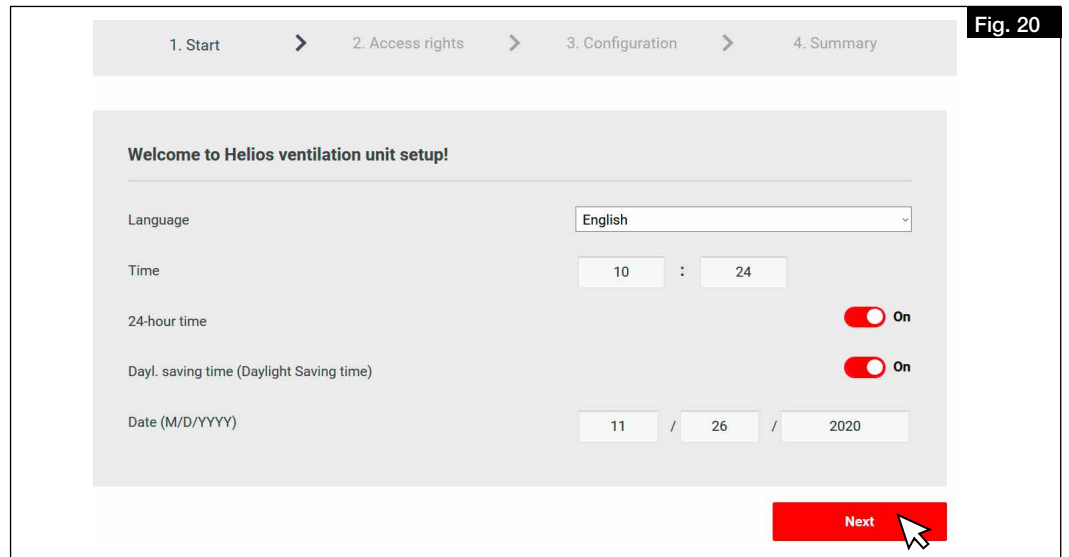 Fig. 20
1. Start > 2. Access rights > 3. Configuration > 4. Summary
Welcome to Helios ventilation unit setup!
Language English
Time 10 : 24
24-hour time On
Dayl. saving time (Daylight Saving time) On
Date (M/D/YYYY) 11 / 26 / 2020
Next